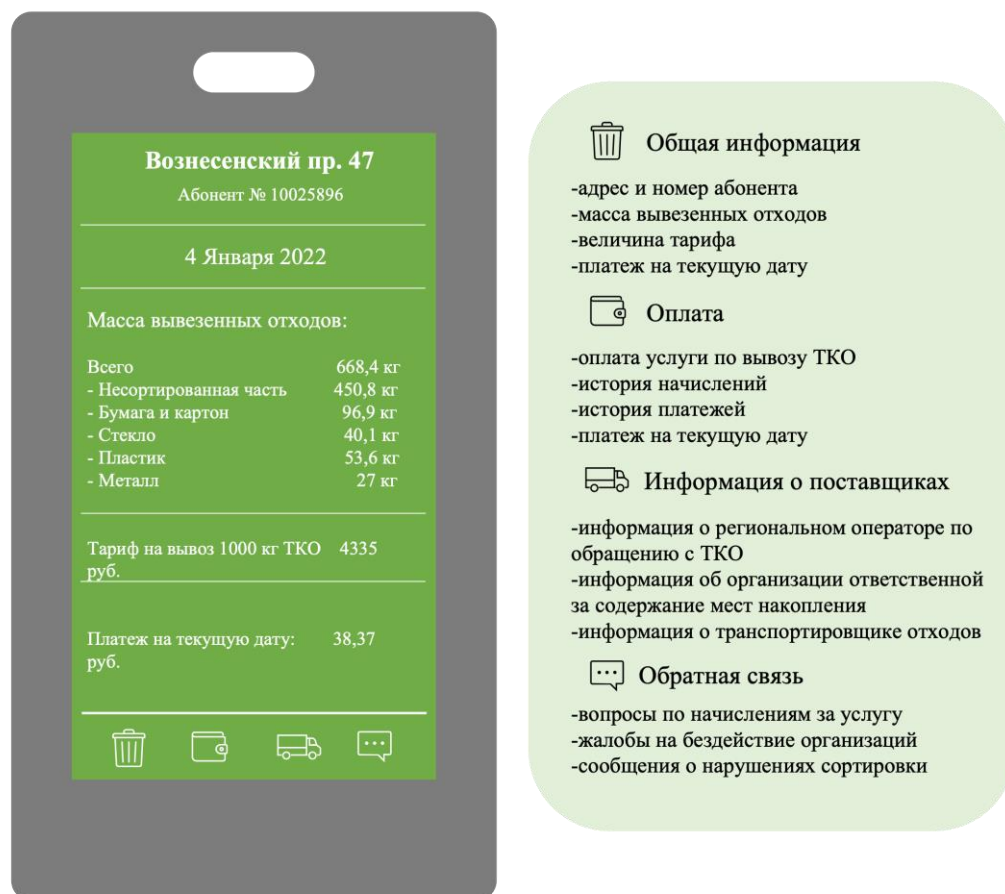 Вознесенский пр. 47
Абонент № 10025896
4 Января 2022
Масса вывезенных отходов:
Всего 668,4 кг
- Несортированная часть 450,8 кг
- Бумага и картон 96,9 кг
- Стекло 40,1 кг
- Пластик 53,6 кг
- Металл 27 кг
Тариф на вывоз 1000 кг ТКО 4335
руб.
Платеж на текущую дату: 38,37
руб.
Общая информация
-адрес и номер абонента
-масса вывезенных отходов
-величина тарифа
-платеж на текущую дату
Оплата
-оплата услуги по вывозу ТКО
-история начислений
-история платежей
-платеж на текущую дату
Информация о поставщиках
-информация о региональном операторе по
обращению с ТКО
-информация об организации ответственной
за содержание мест накопления
-информация о транспортировщике отходов
Обратная связь
-вопросы по начислениям за услугу
-жалобы на бездействие организаций
-сообщения о нарушениях сортировки